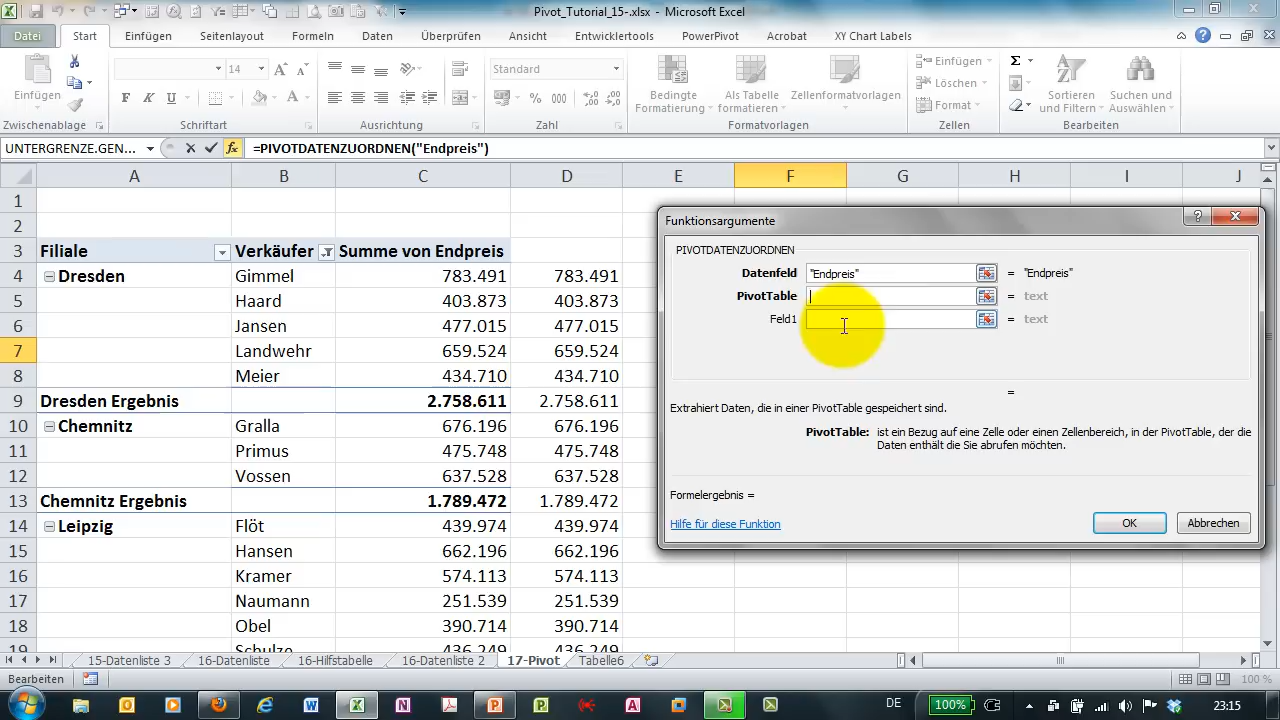 Pivot_Tutorial_15-.xlsx - Microsoft Excel
Datei Start Einfügen Seitenlayout Formeln Daten Überprüfen Ansicht Entwicklertools PowerPivot Acrobat XY Chart Labels
Einfügen
Zwischenablage
14
F K U
Schriftart
Ausrichtung
Standard
% 000
Zahl
Bedingte Formatierung
Als Tabelle formatieren
Zellenformatvorlagen
Formatvorlagen
Einfügen
Löschen
Format
Zellen
Sortieren und Filtern
Suchen und Auswählen
Bearbeiten
UNTERGRENZE.GEN... fx =PIVOTDATENZUORDNEN("Endpreis")
A B C D E F G H I J
1
2
3 Filiale Verkäufer Summe von Endpreis
4 Dresden Gimmel 783.491 783.491
5 Haard 403.873 403.873
6 Jansen 477.015 477.015
7 Landwehr 659.524 659.524
8 Meier 434.710 434.710
9 Dresden Ergebnis 2.758.611 2.758.611
10 Chemnitz Gralla 676.196 676.196
11 Primus 475.748 475.748
12 Vossen 637.528 637.528
13 Chemnitz Ergebnis 1.789.472 1.789.472
14 Leipzig Flöt 439.974 439.974
15 Hansen 662.196 662.196
16 Kramer 574.113 574.113
17 Naumann 251.539 251.539
18 Obel 390.714 390.714
Schulze 436.249 436.249
Funktionsargumente
PIVOTDATENZUORDNEN
Datenfeld "Endpreis" = "Endpreis"
PivotTable = text
Feld1 = text
=
Extrahiert Daten, die in einer PivotTable gespeichert sind.
PivotTable: ist ein Bezug auf eine Zelle oder einen Zellenbereich, in der PivotTable, der die
Daten enthält die Sie abrufen möchten.
Formelergebnis =
Hilfe für diese Funktion
OK Abbrechen
15-Datenliste 3 16-Datenliste 16-Hilfstabelle 16-Datenliste 2 17-Pivot Tabelle6
Bearbeiten 100 %
DE 100% 23:15